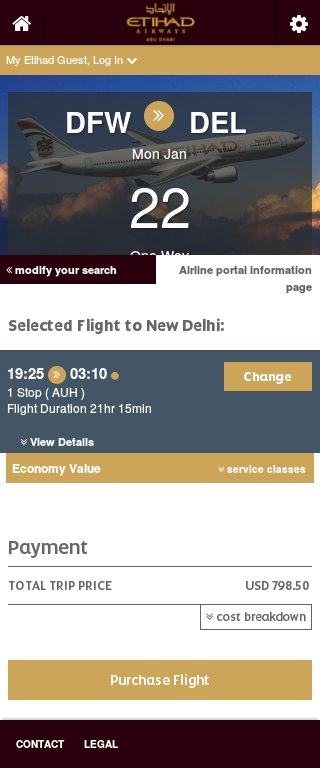 الإتحاد
ETIHAD
AIRWAYS
ABU DHABI
My Etihad Guest, Log In
DFW DEL
Mon Jan
22
One Way
modify your search
Airline portal information
page
Selected Flight to New Delhi:
19:25 03:10
Change
1 Stop ( AUH )
Flight Duration 21hr 15min
View Details
Economy Value
service classes
Payment
TOTAL TRIP PRICE
USD 798.50
cost breakdown
Purchase Flight
CONTACT
LEGAL